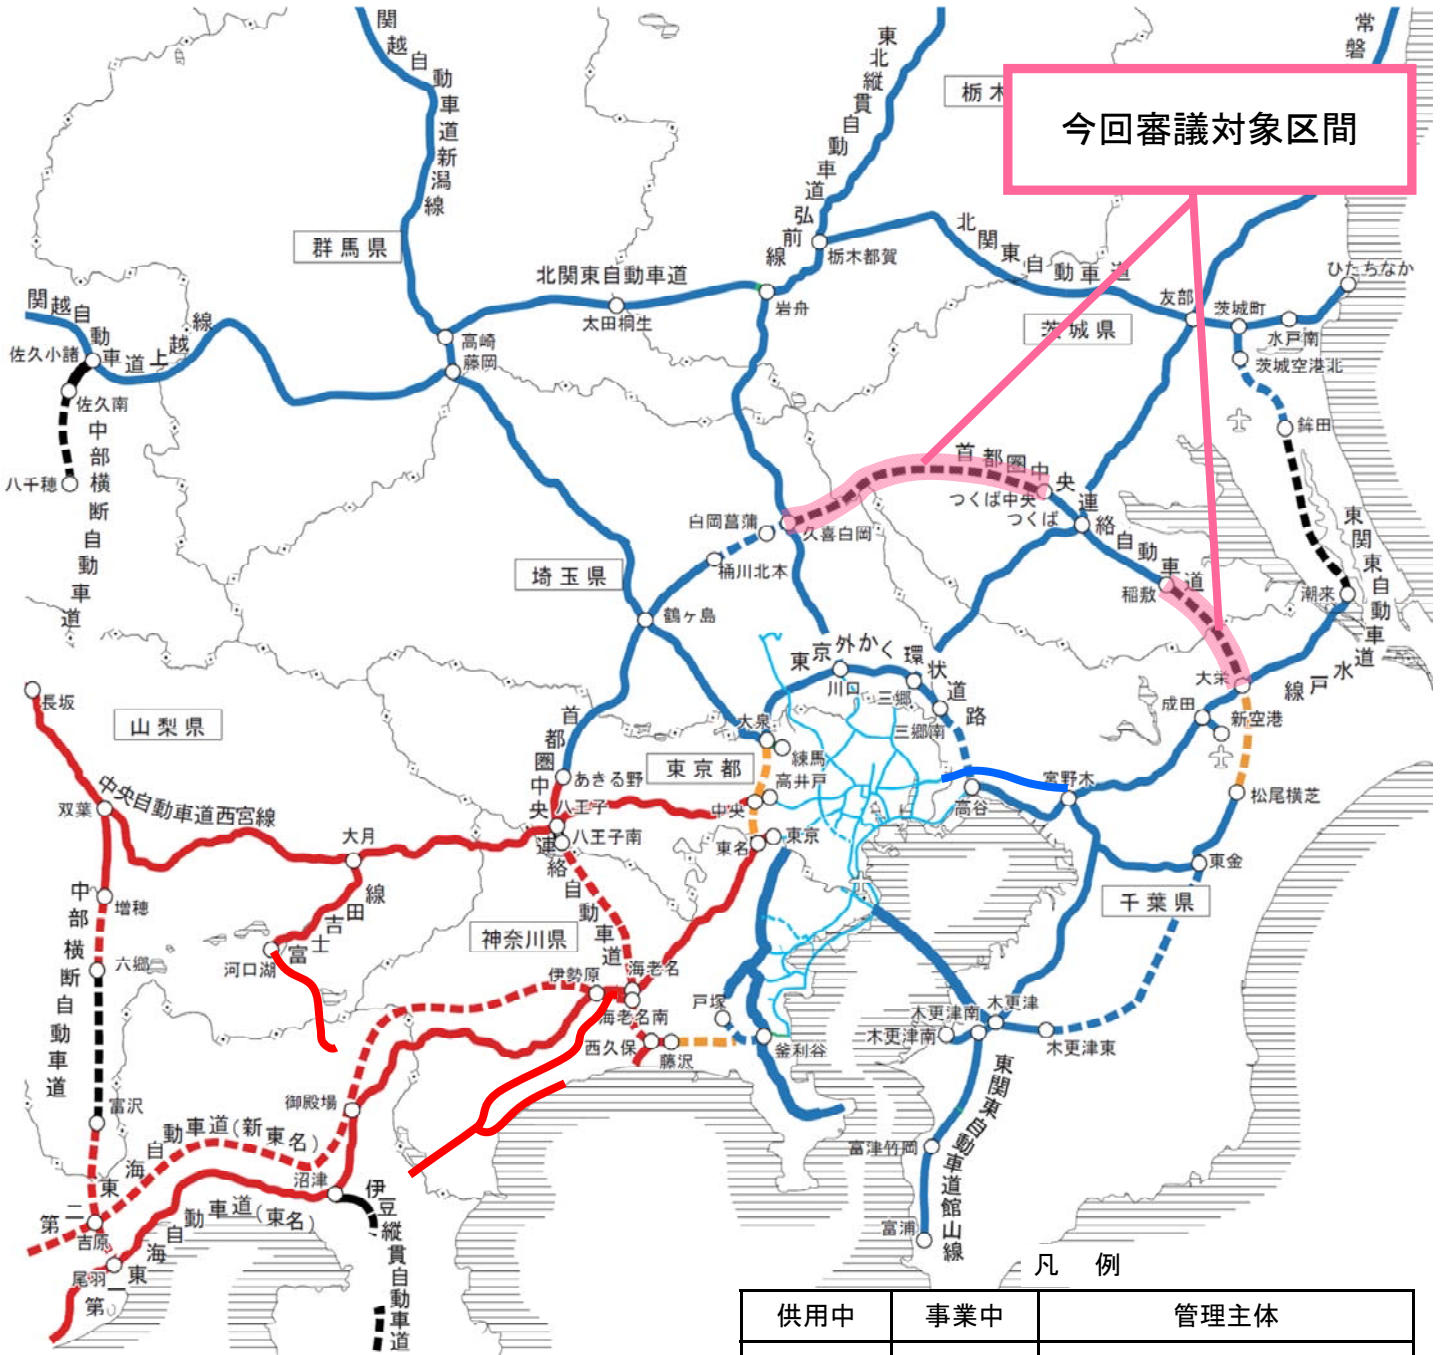 関越自動車道新潟線
東北縦貫自動車道弘前線
常磐
栃木
今回審議対象区間
群馬県
北関東自動車道
太田桐生
岩舟
栃木都賀
北関東自動車道
ひたちなか
友部
茨城町
水戸南
茨城県
茨城空港北
鉾田
関越自動車道上越線
佐久小諸
佐久南
中部横断自動車道
八千穂
高崎
藤岡
首都圏中央連絡自動車道
つくば中央
つくば
白岡菖蒲
久喜白岡
桶川北本
埼玉県
鶴ヶ島
稲敷
潮来
東関東自動車道水戸線
大栄
成田
新空港
東京外かく環状道路
川口
三郷
三郷南
大泉
練馬
東京都
高井戸
中央
東名
東京
高谷
宮野木
松尾横芝
東金
千葉県
長坂
山梨県
双葉
中央自動車道西宮線
大月
首都圏中央連絡自動車道
あきる野
八王子
八王子南
中部横断自動車道
増穂
六郷
富沢
富士吉田線
河口湖
神奈川県
伊勢原
海老名
海老名南
西久保
藤沢
戸塚
釜利谷
木更津
木更津南
木更津南
木更津東
東関東自動車道館山線
富津竹岡
富浦
御殿場
沼津
第二東海自動車道(新東名)
吉原
尾羽
第一東海自動車道(東名)
伊豆縦貫自動車道
凡 例
供用中 事業中 管理主体